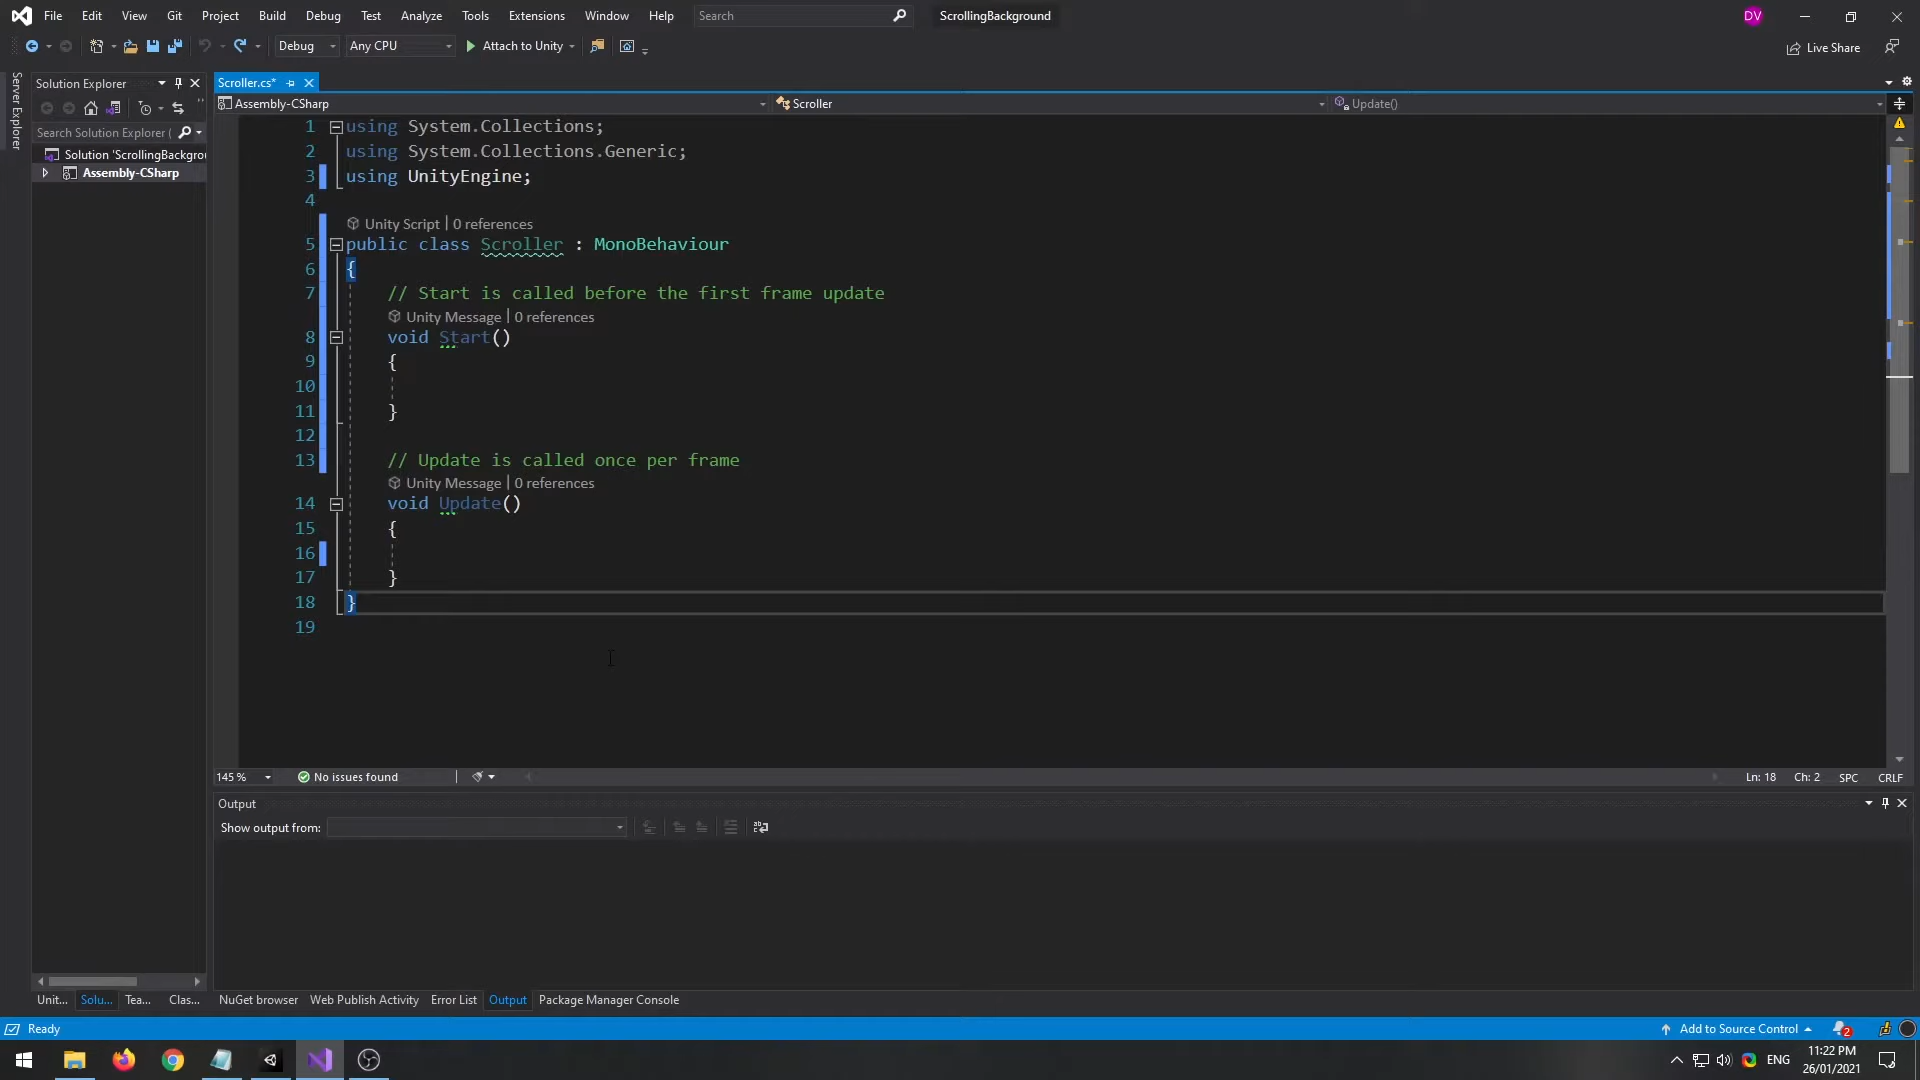 File Edit View Git Project Build Debug Test Analyze Tools Extensions Window Help Search ScrollingBackground DV
Debug Any CPU Attach to Unity Live Share
Server Explorer
Solution Explorer
Search Solution Explorer (
Solution 'ScrollingBackgrou
Assembly-CSharp
Scroller.cs*
Assembly-CSharp Scroller Update()
1 using System.Collections;
2 using System.Collections.Generic;
3 using UnityEngine;
4
Unity Script | 0 references
5 public class Scroller : MonoBehaviour
6 {
7 // Start is called before the first frame update
Unity Message | 0 references
8 void Start()
9 {
10
11 }
12
13 // Update is called once per frame
Unity Message | 0 references
14 void Update()
15 {
16
17 }
18 }
19
145 % No issues found Ln: 18 Ch: 2 SPC CRLF
Output
Show output from:
Unit... Solu... Tea... Clas... NuGet browser Web Publish Activity Error List Output Package Manager Console
Ready Add to Source Control 2
ENG 11:22 PM
26/01/2021